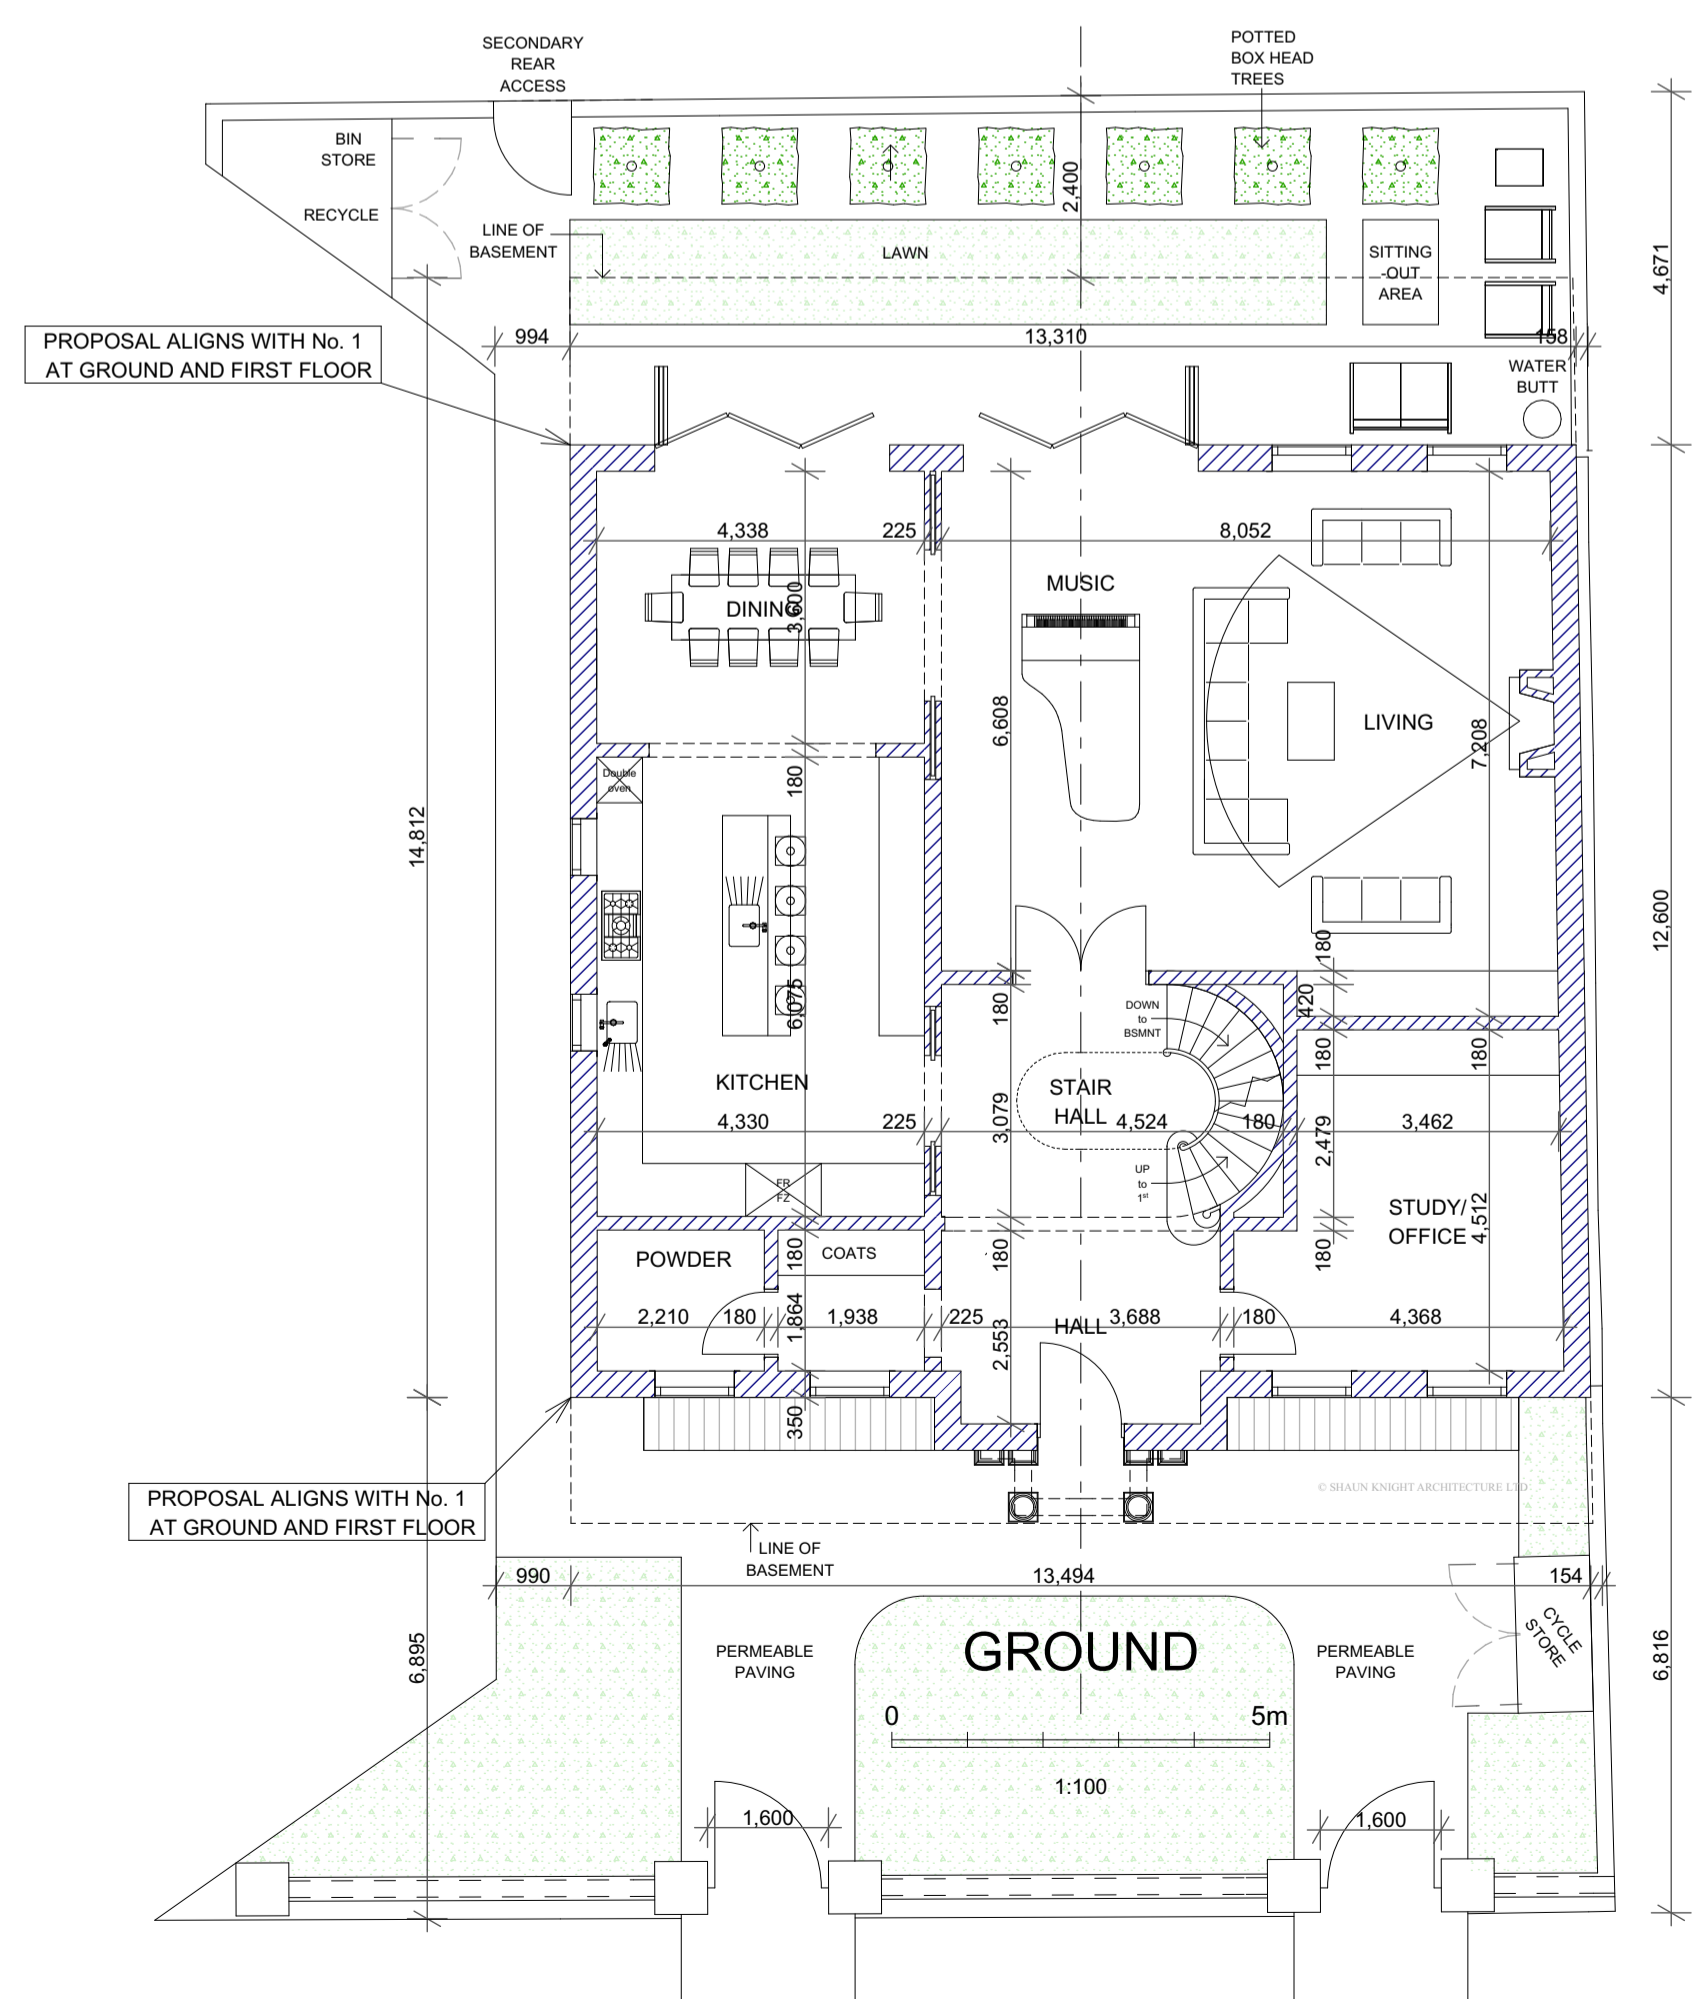 SECONDARY
REAR
ACCESS
POTTED
BOX HEAD
TREES
BIN
STORE
RECYCLE
2,400
LINE OF
BASEMENT
LAWN
SITTING
-OUT
AREA
4,671
PROPOSAL ALIGNS WITH No. 1
AT GROUND AND FIRST FLOOR
994
13,310
158
WATER
BUTT
4,338
225
8,052
MUSIC
DINING
3,600
6,608
LIVING
7,208
180
Double
oven
14,812
12,600
6,075
180
180
420
DOWN
to
BSMNT
180
180
KITCHEN
STAIR
HALL
3,079
4,330
225
4,524
180
2,479
3,462
UP
to
1st
FR
FZ
STUDY/
OFFICE
4,512
POWDER
180
COATS
180
180
2,210
180
1,864
1,938
225
2,553
HALL
3,688
180
4,368
350
PROPOSAL ALIGNS WITH No. 1
AT GROUND AND FIRST FLOOR
© SHAUN KNIGHT ARCHITECTURE LTD
LINE OF
BASEMENT
990
13,494
154
CYCLE
STORE
6,895
PERMEABLE
PAVING
GROUND
PERMEABLE
PAVING
6,816
0
5m
1:100
1,600
1,600